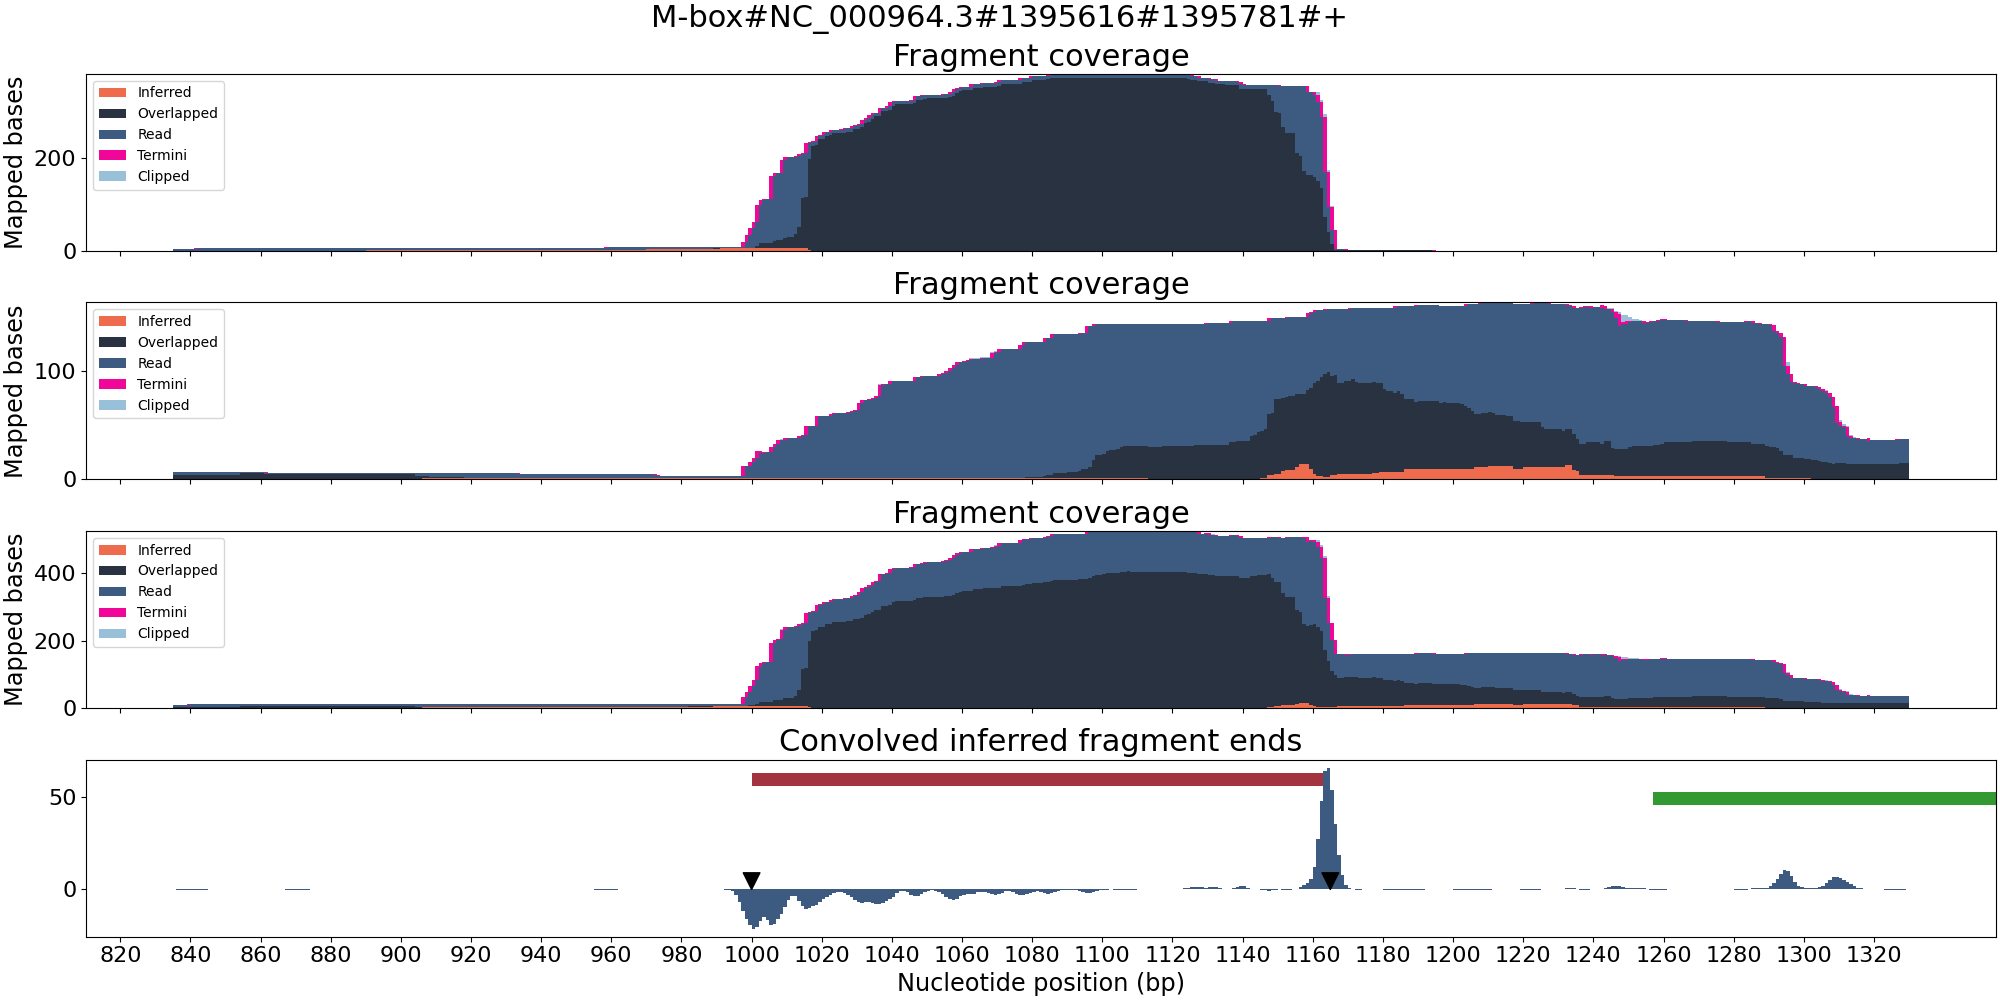 M-box#NC_000964.3#1395616#1395781#+
Fragment coverage
Mapped bases
200
0
Inferred
Overlapped
Read
Termini
Clipped
Fragment coverage
Mapped bases
100
0
Inferred
Overlapped
Read
Termini
Clipped
Fragment coverage
Mapped bases
400
200
0
Inferred
Overlapped
Read
Termini
Clipped
Convolved inferred fragment ends
50
0
820 840 860 880 900 920 940 960 980 1000 1020 1040 1060 1080 1100 1120 1140 1160 1180 1200 1220 1240 1260 1280 1300 1320
Nucleotide position (bp)